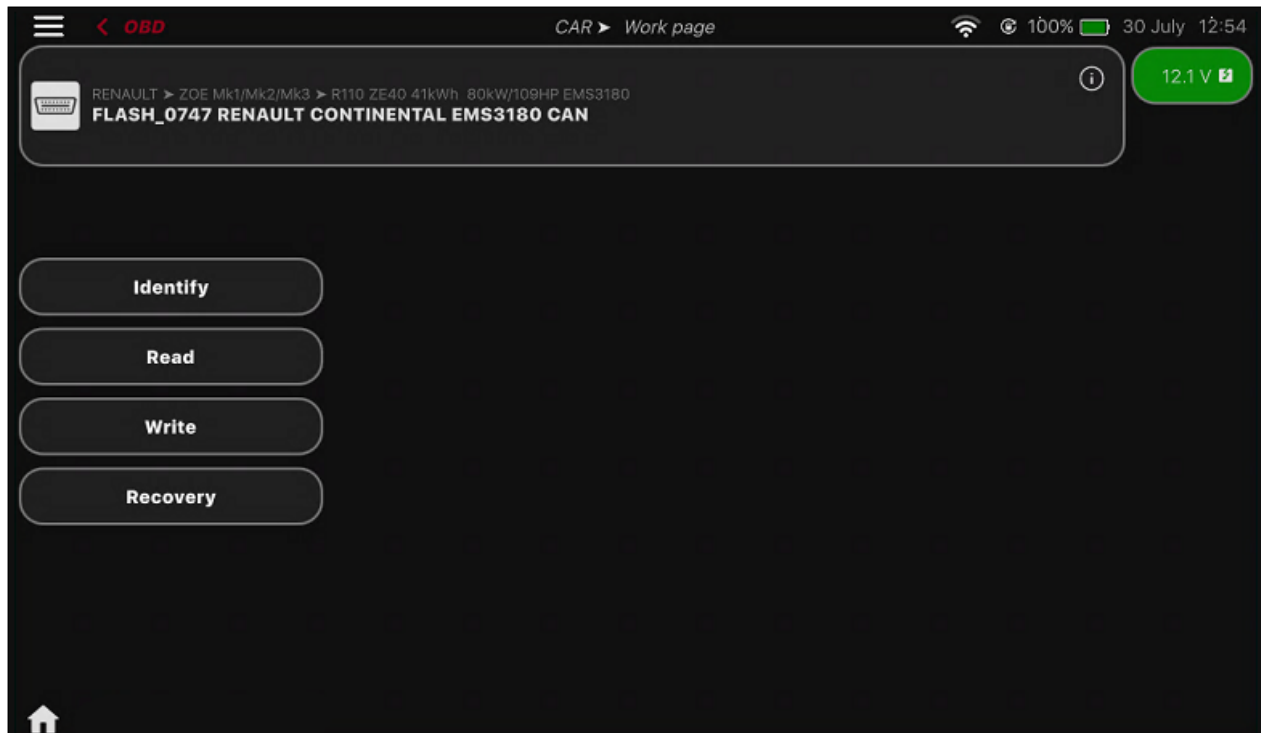 OBD CAR ➤ Work page 100% 30 July 12:54
12.1 V
RENAULT ➤ ZOE Mk1/Mk2/Mk3 ➤ R110 ZE40 41kWh 80kW/109HP EMS3180
FLASH_0747 RENAULT CONTINENTAL EMS3180 CAN
Identify
Read
Write
Recovery